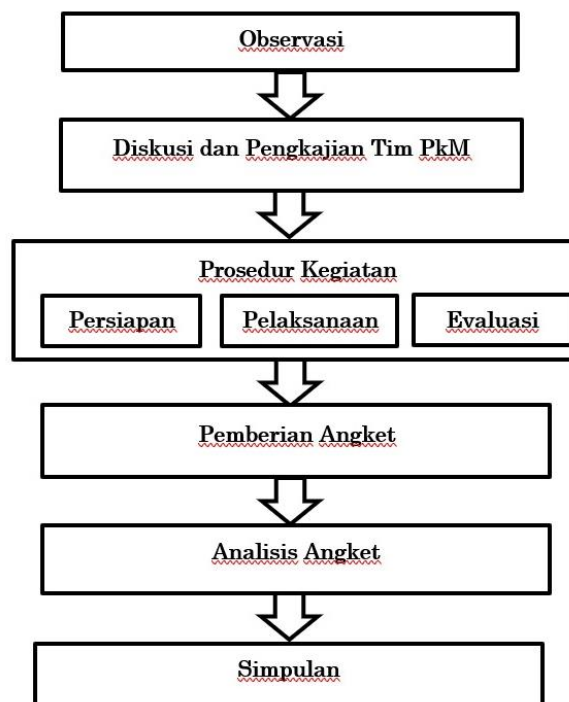 Observasi
Diskusi dan Pengkajian Tim PkM
Prosedur Kegiatan
Persiapan
Pelaksanaan
Evaluasi
Pemberian Angket
Analisis Angket
Simpulan